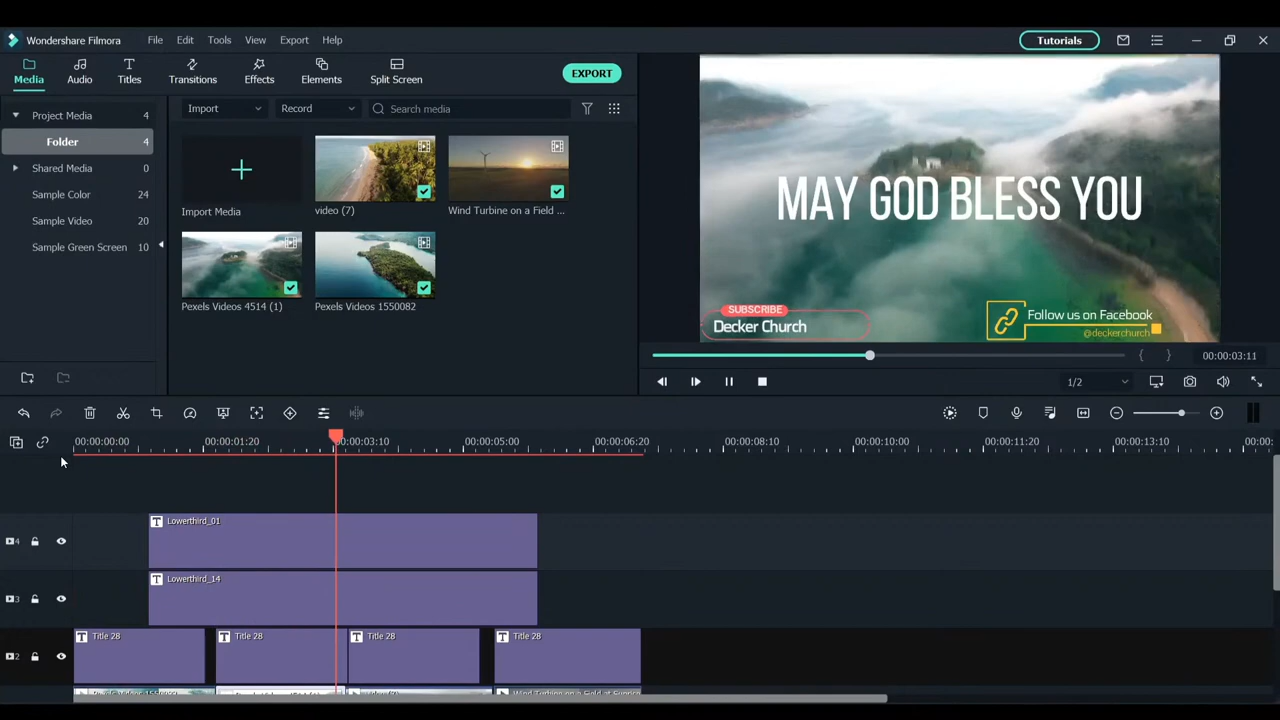 Wondershare Filmora
File
Edit
Tools
View
Export
Help
Tutorials
Media
Audio
Titles
Transitions
Effects
Elements
Split Screen
EXPORT
Project Media 4
Folder 4
Shared Media 0
Sample Color 24
Sample Video 20
Sample Green Screen 10
Import
Record
Search media
Import Media
video (7)
Wind Turbine on a Field ...
Pexels Videos 4514 (1)
Pexels Videos 1550082
MAY GOD BLESS YOU
SUBSCRIBE
Decker Church
Follow us on Facebook
@deckerchurch
00:00:03:11
1/2
00:00:00:00
00:00:01:20
00:00:03:10
00:00:05:00
00:00:06:20
00:00:08:10
00:00:10:00
00:00:11:20
00:00:13:10
00:00:
4
T Lowerthird_01
3
T Lowerthird_14
2
T Title 28
T Title 28
T Title 28
T Title 28